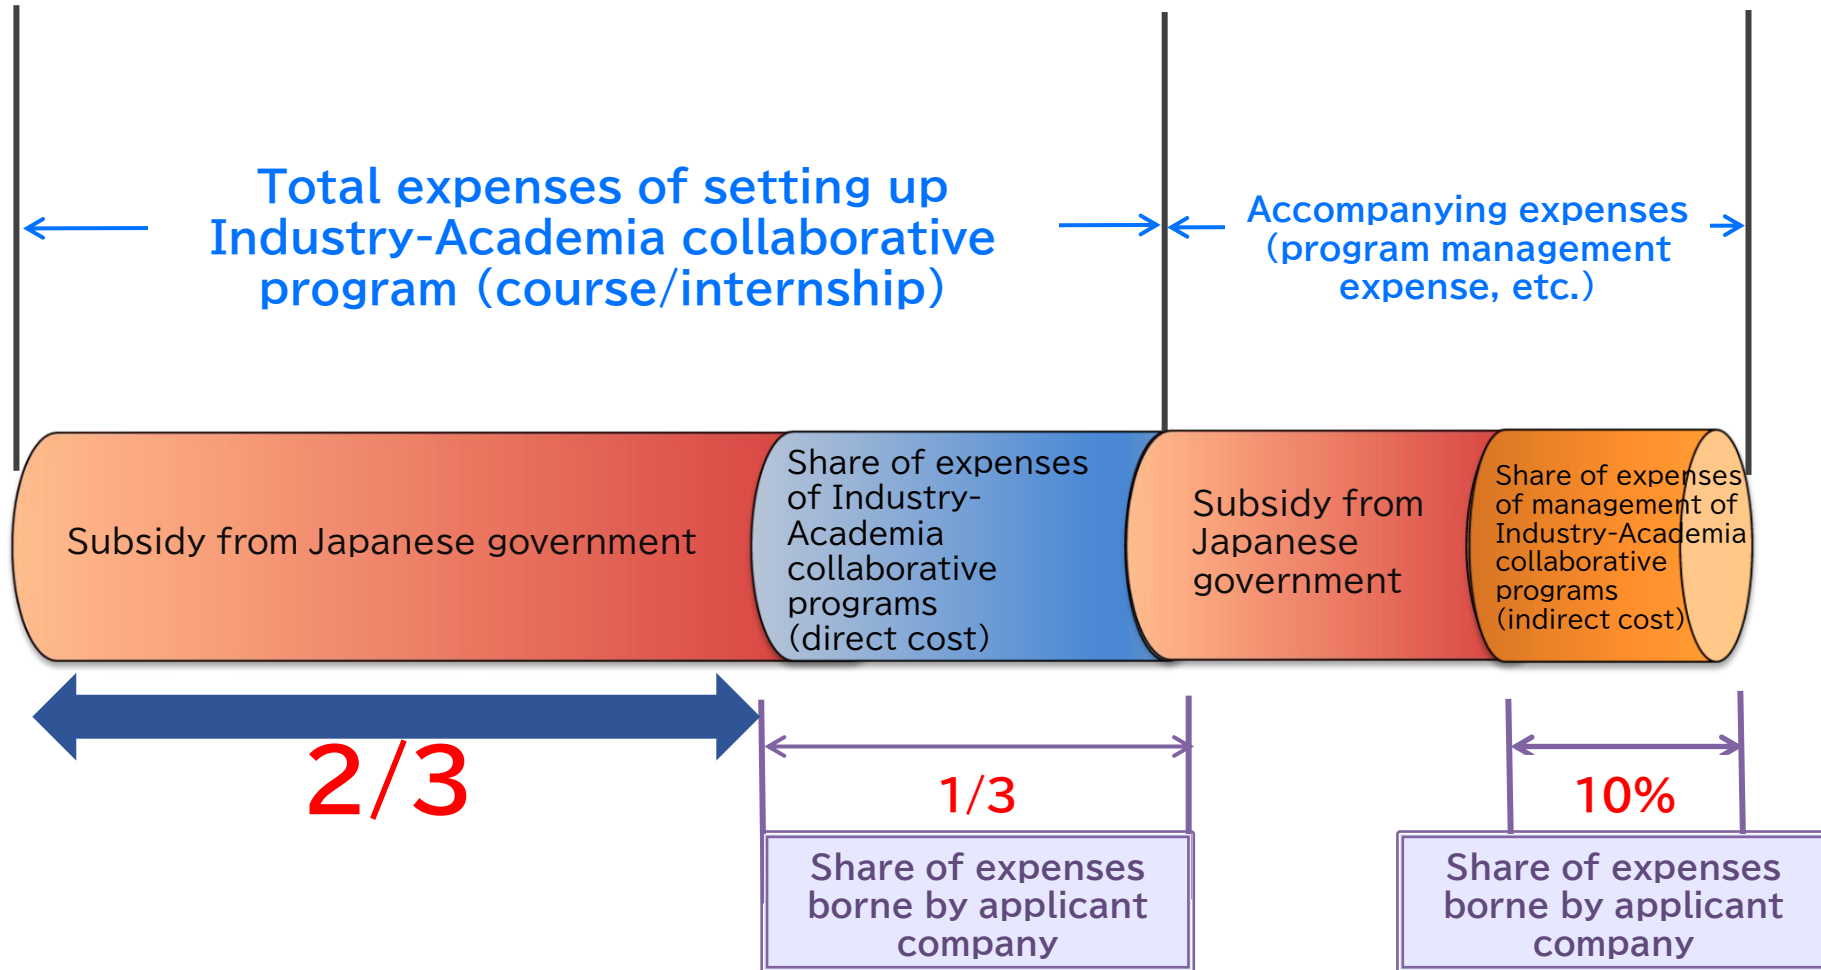 Total expenses of setting up
Industry-Academia collaborative
program (course/internship)
Accompanying expenses
(program management
expense, etc.)
Subsidy from Japanese government
Share of expenses
of Industry-
Academia
collaborative
programs
(direct cost)
Subsidy from
Japanese
government
Share of expenses
of management of
Industry-Academia
collaborative
programs
(indirect cost)
2/3
1/3
10%
Share of expenses
borne by applicant
company
Share of expenses
borne by applicant
company